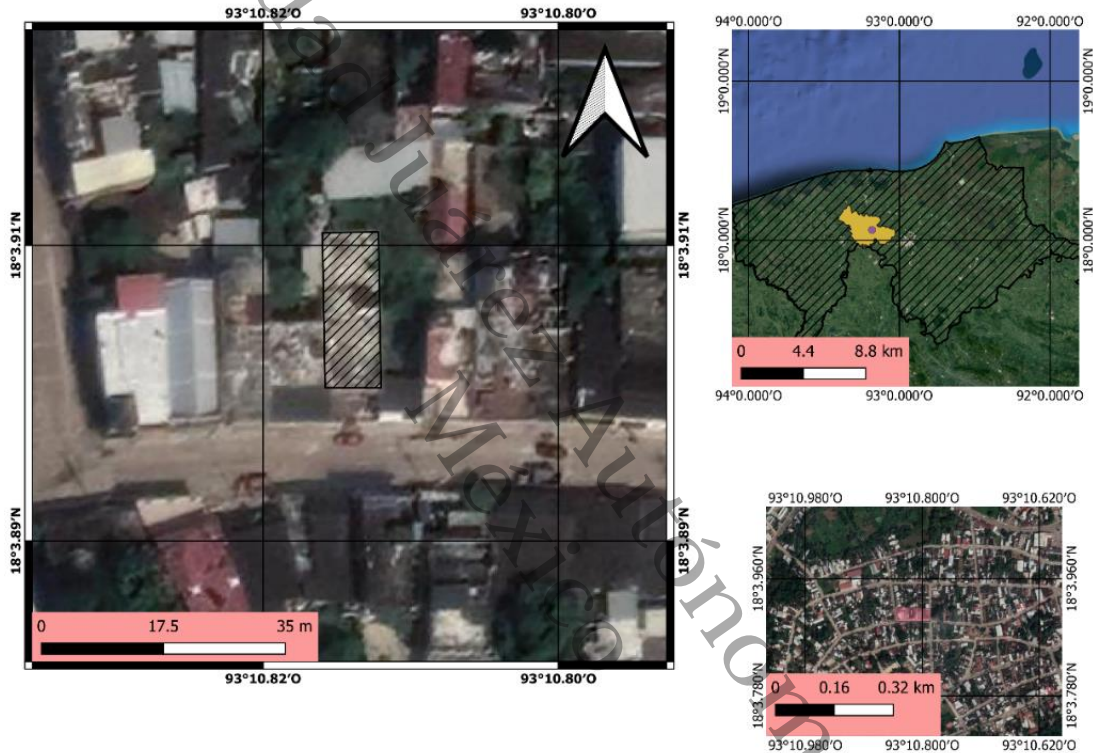 93°10.82'O 93°10.80'O
18°3.91'N 18°3.91'N
18°3.89'N 18°3.89'N
0 17.5 35 m
93°10.82'O 93°10.80'O
94°0.000'O 93°0.000'O 92°0.000'O
19°0.000'N 19°0.000'N
18°0.000'N 18°0.000'N
0 4.4 8.8 km
94°0.000'O 93°0.000'O 92°0.000'O
93°10.980'O 93°10.800'O 93°10.620'O
18°3.960'N 18°3.960'N
18°3.780'N 18°3.780'N
0 0.16 0.32 km
93°10.980'O 93°10.800'O 93°10.620'O
Juárez Autónoma
México